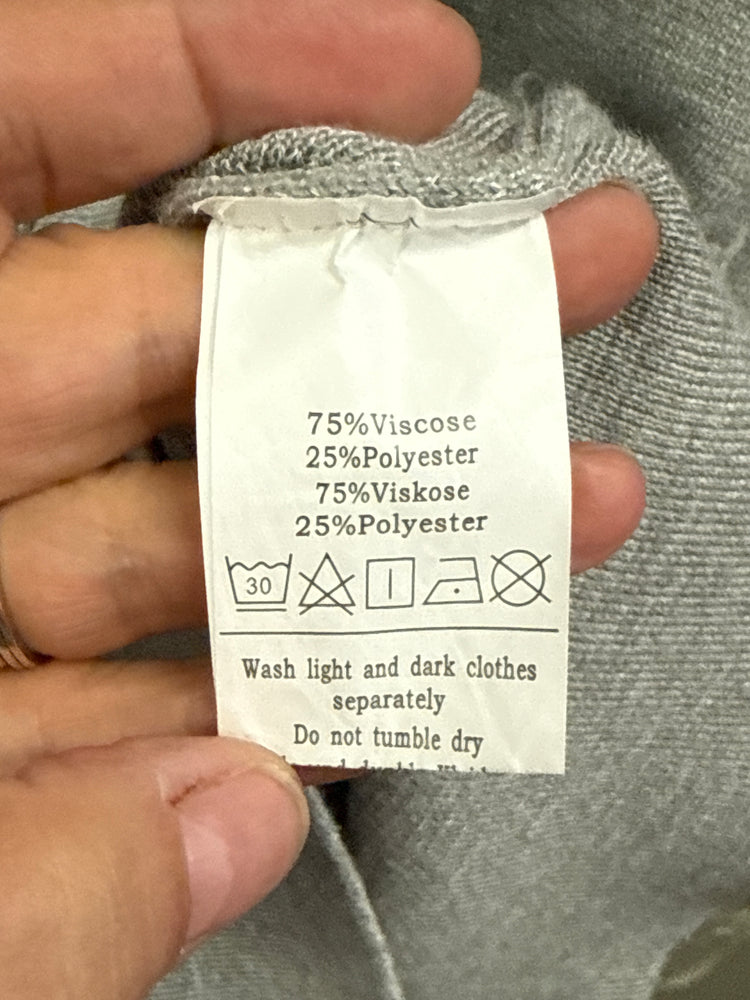 75%Viscose
25%Polyester
75%Viskose
25%Polyester
30
Wash light and dark clothes
separately
Do not tumble dry